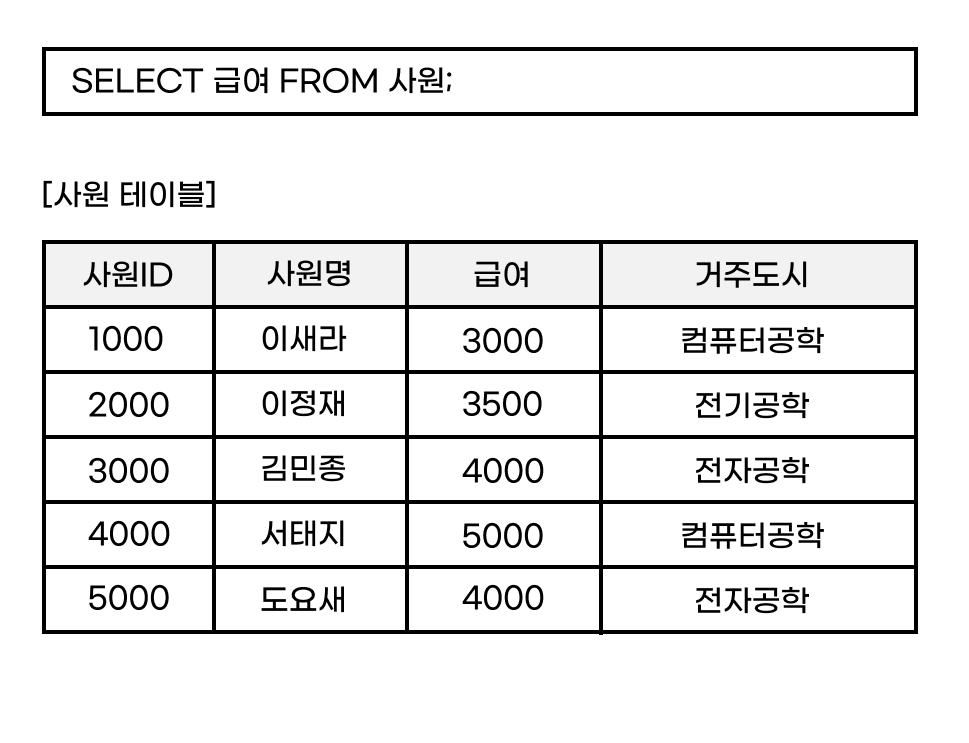 SELECT 급여 FROM 사원;
[사원 테이블]
사원ID 사원명 급여 거주도시
1000 이새라 3000 컴퓨터공학
2000 이정재 3500 전기공학
3000 김민종 4000 전자공학
4000 서태지 5000 컴퓨터공학
5000 도요새 4000 전자공학